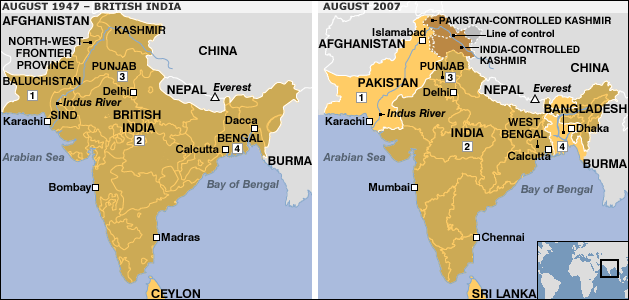 AUGUST 1947 – BRITISH INDIA
AFGHANISTAN
KASHMIR
NORTH-WEST
FRONTIER
PROVINCE
CHINA
PUNJAB
3
BALUCHISTAN
1
Delhi
NEPAL
Everest
Indus River
Karachi
SIND
BRITISH
INDIA
2
Dacca
BENGAL
Calcutta
4
Arabian Sea
BURMA
Bombay
Bay of Bengal
Madras
CEYLON
AUGUST 2007
PAKISTAN-CONTROLLED KASHMIR
Islamabad
Line of control
AFGHANISTAN
INDIA-CONTROLLED
KASHMIR
PUNJAB
3
CHINA
PAKISTAN
1
Delhi
NEPAL
Everest
Indus River
BANGLADESH
Karachi
INDIA
2
WEST
BENGAL
Dhaka
Calcutta
4
Arabian Sea
BURMA
Mumbai
Bay of Bengal
Chennai
SRI LANKA